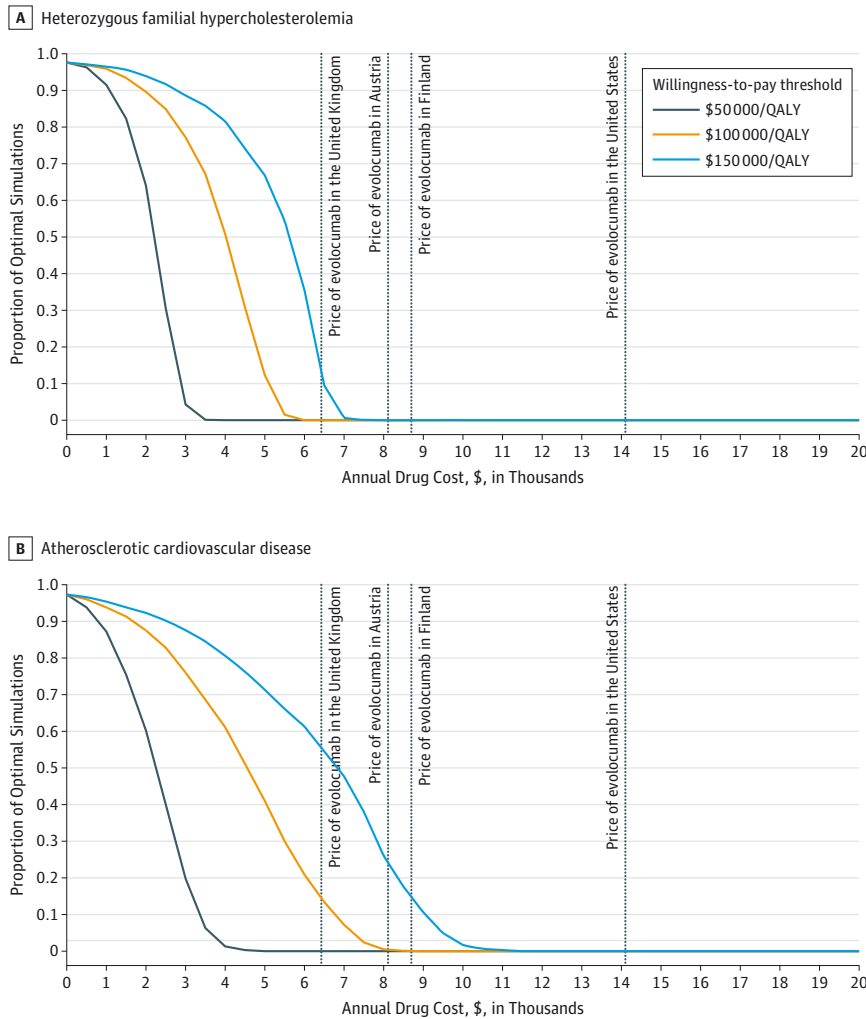 A Heterozygous familial hypercholesterolemia
Proportion of Optimal Simulations
1.0
0.9
0.8
0.7
0.6
0.5
0.4
0.3
0.2
0.1
0
Price of evolocumab in the United Kingdom
Price of evolocumab in Austria
Price of evolocumab in Finland
Price of evolocumab in the United States
Willingness-to-pay threshold
$50 000/QALY
$100 000/QALY
$150 000/QALY
0 1 2 3 4 5 6 7 8 9 10 11 12 13 14 15 16 17 18 19 20
Annual Drug Cost, $, in Thousands
B Atherosclerotic cardiovascular disease
Proportion of Optimal Simulations
1.0
0.9
0.8
0.7
0.6
0.5
0.4
0.3
0.2
0.1
0
Price of evolocumab in the United Kingdom
Price of evolocumab in Austria
Price of evolocumab in Finland
Price of evolocumab in the United States
0 1 2 3 4 5 6 7 8 9 10 11 12 13 14 15 16 17 18 19 20
Annual Drug Cost, $, in Thousands